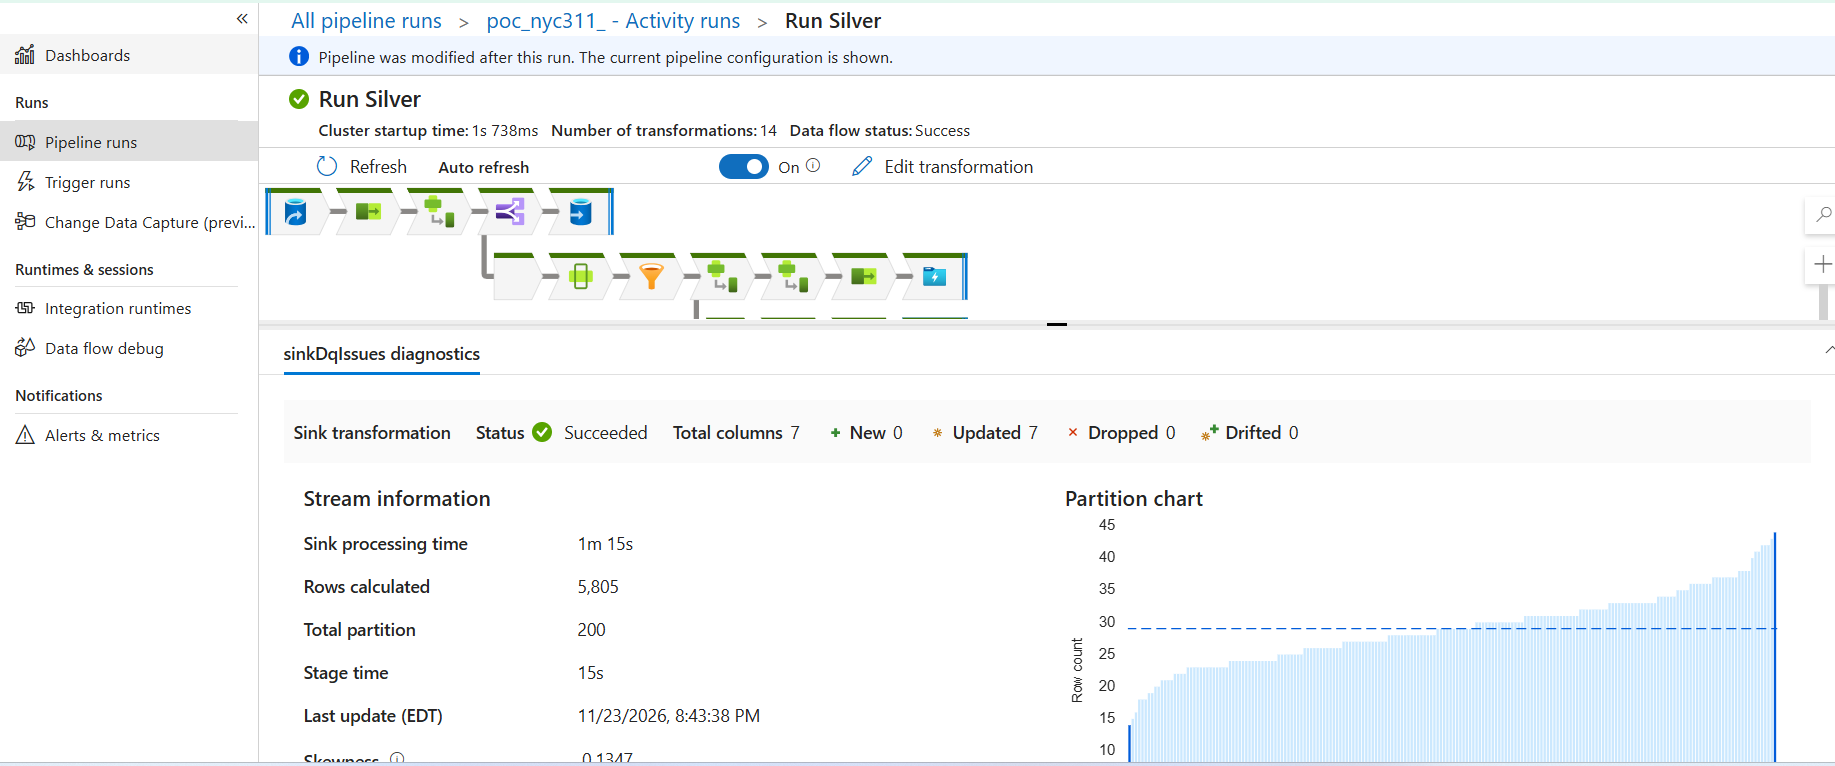 All pipeline runs > poc_nyc311_ - Activity runs > Run Silver
Pipeline was modified after this run. The current pipeline configuration is shown.
Dashboards
Runs
Pipeline runs
Trigger runs
Change Data Capture (previ...
Runtimes & sessions
Integration runtimes
Data flow debug
Notifications
Alerts & metrics
Run Silver
Cluster startup time: 1s 738ms Number of transformations: 14 Data flow status: Success
Refresh Auto refresh On Edit transformation
sinkDqIssues diagnostics
Sink transformation Status Succeeded Total columns 7 New 0 Updated 7 Dropped 0 Drifted 0
Stream information
Sink processing time 1m 15s
Rows calculated 5,805
Total partition 200
Stage time 15s
Last update (EDT) 11/23/2026, 8:43:38 PM
Skewness 0.1347
Partition chart
45
40
35
30
25
20
15
10
Row count